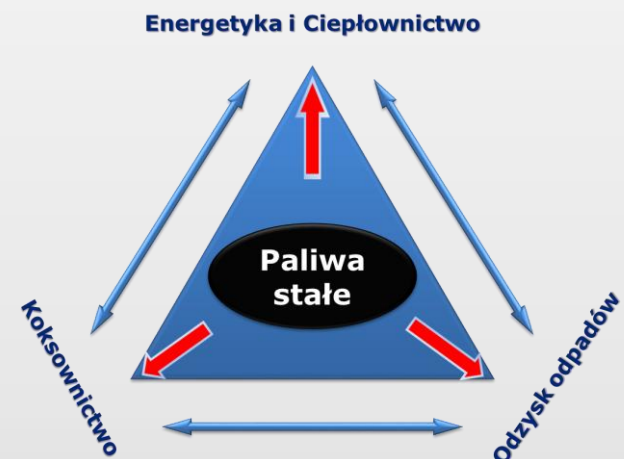 Energetyka i Ciepłownictwo
Paliwa
stałe
Koksownictwo
Odzysk odpadów